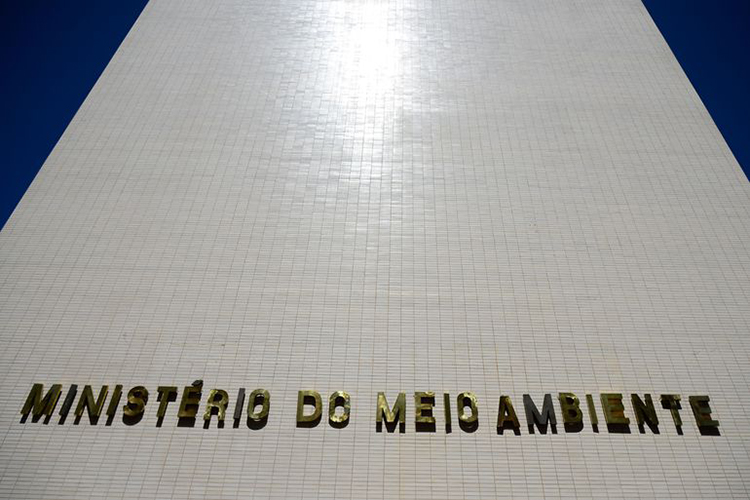 MINISTÉRIO DO MEIO AMBIENTE